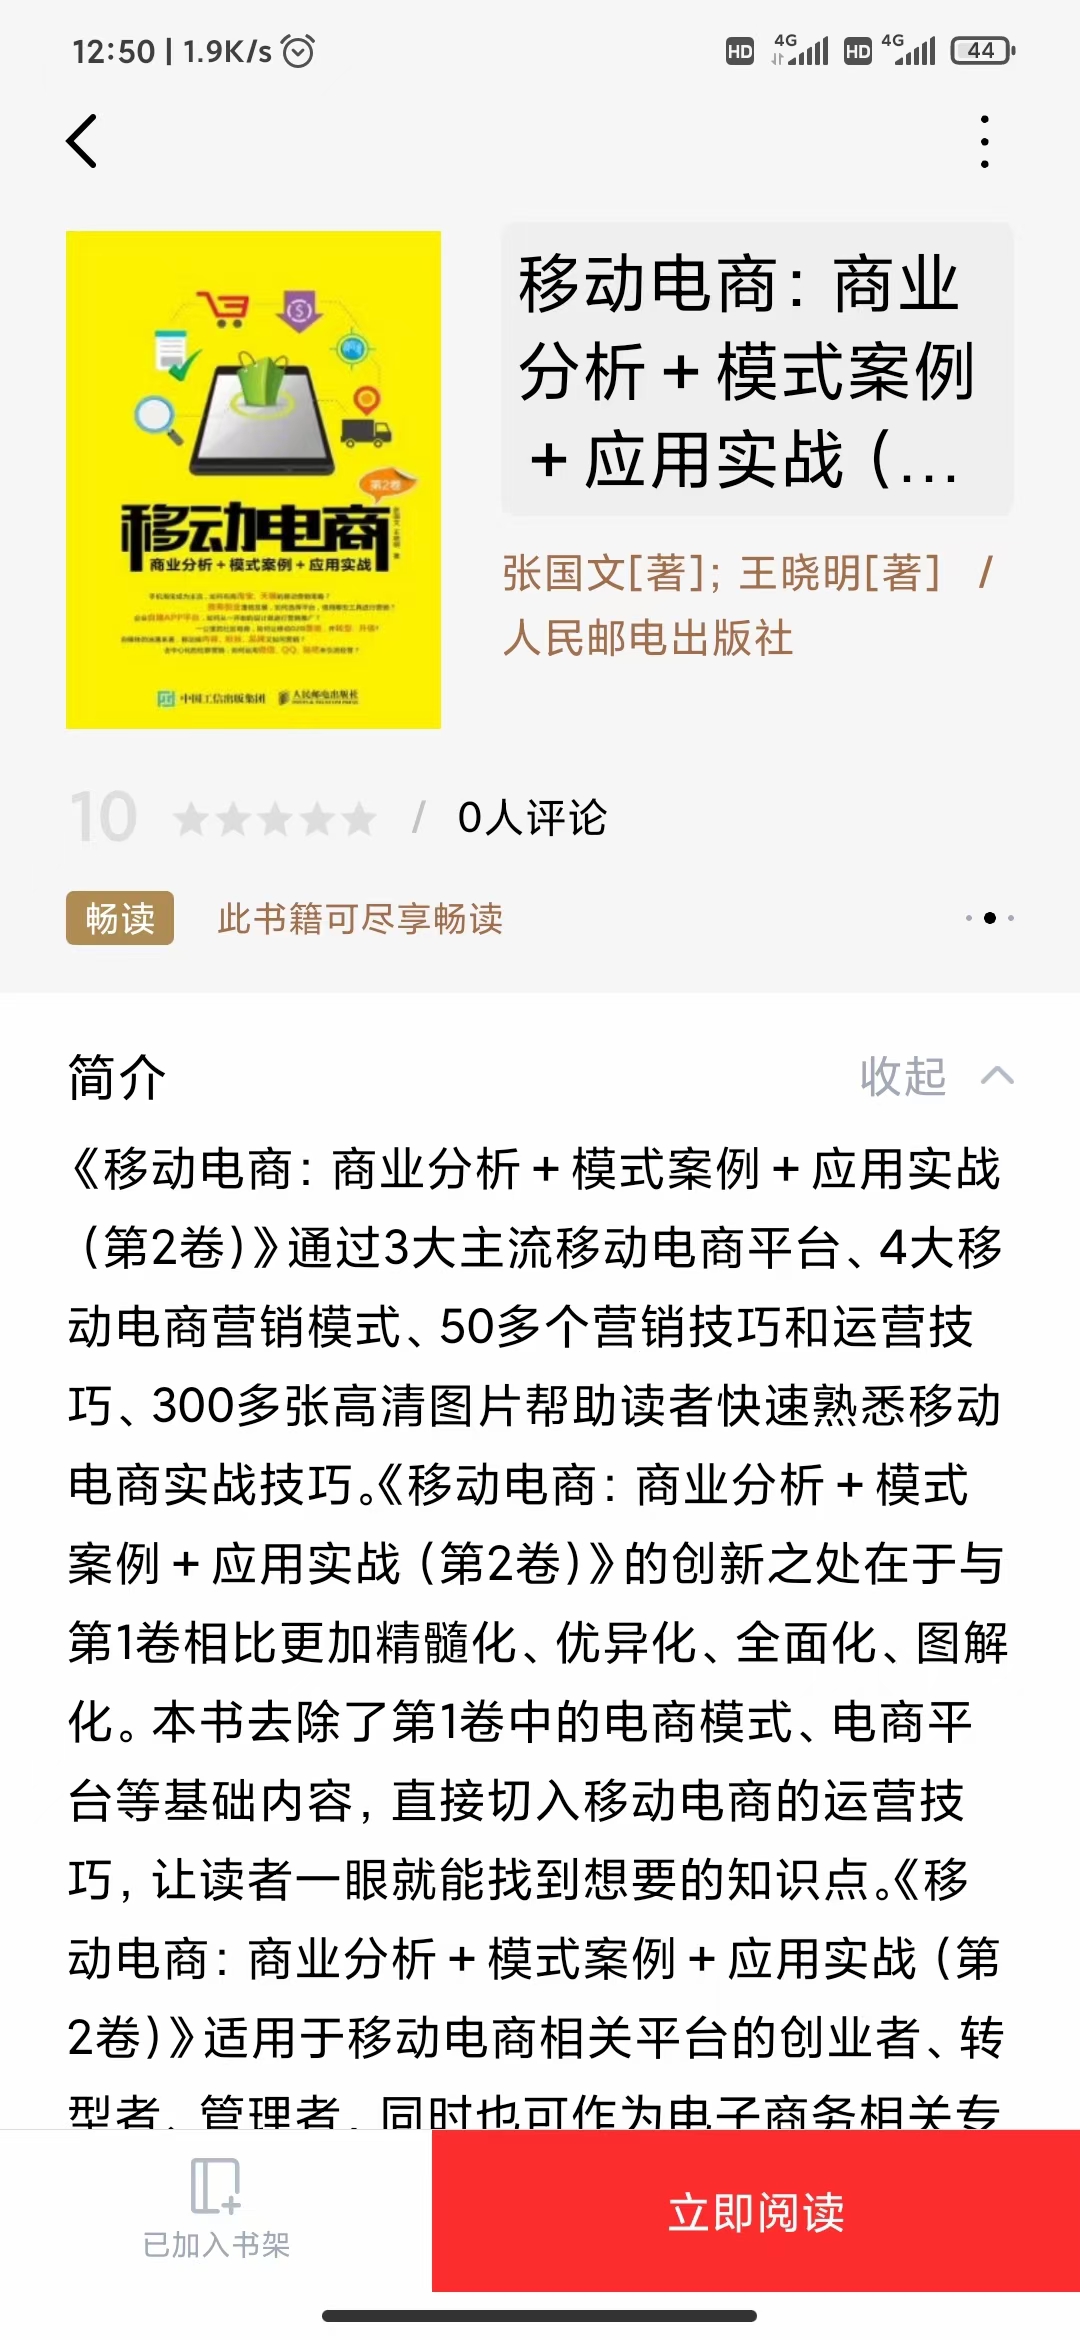 12:50 | 1.9K/s
HD 4G HD 4G 44
移动电商：商业
分析＋模式案例
＋应用实战（...
张国文[著]；王晓明[著] /
人民邮电出版社
第2卷
移动电商
商业分析＋模式案例＋应用实战
中国工信出版集团 人民邮电出版社
10 / 0人评论
畅读 此书籍可尽享畅读
简介 收起
《移动电商：商业分析＋模式案例＋应用实战
（第2卷）》通过3大主流移动电商平台、4大移
动电商营销模式、50多个营销技巧和运营技
巧、300多张高清图片帮助读者快速熟悉移动
电商实战技巧。《移动电商：商业分析＋模式
案例＋应用实战（第2卷）》的创新之处在于与
第1卷相比更加精髓化、优异化、全面化、图解
化。本书去除了第1卷中的电商模式、电商平
台等基础内容，直接切入移动电商的运营技
巧，让读者一眼就能找到想要的知识点。《移
动电商：商业分析＋模式案例＋应用实战（第
2卷）》适用于移动电商相关平台的创业者、转
型者、管理者，同时也可作为电子商务相关专
已加入书架
立即阅读